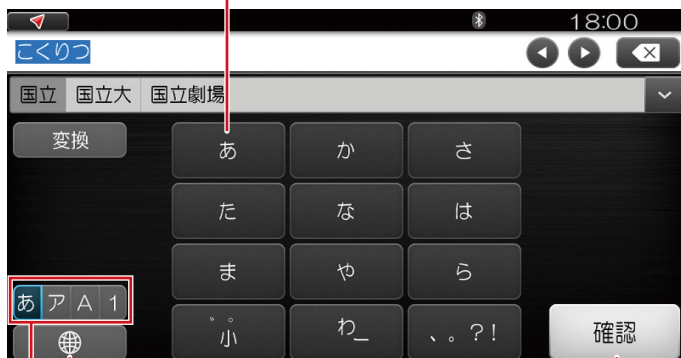 18:00
こくりつ
国立 国立大 国立劇場
変換
あ か さ
た な は
ま や ら
あ ア A 1
゛゜小 わ_ 、。?!
確認